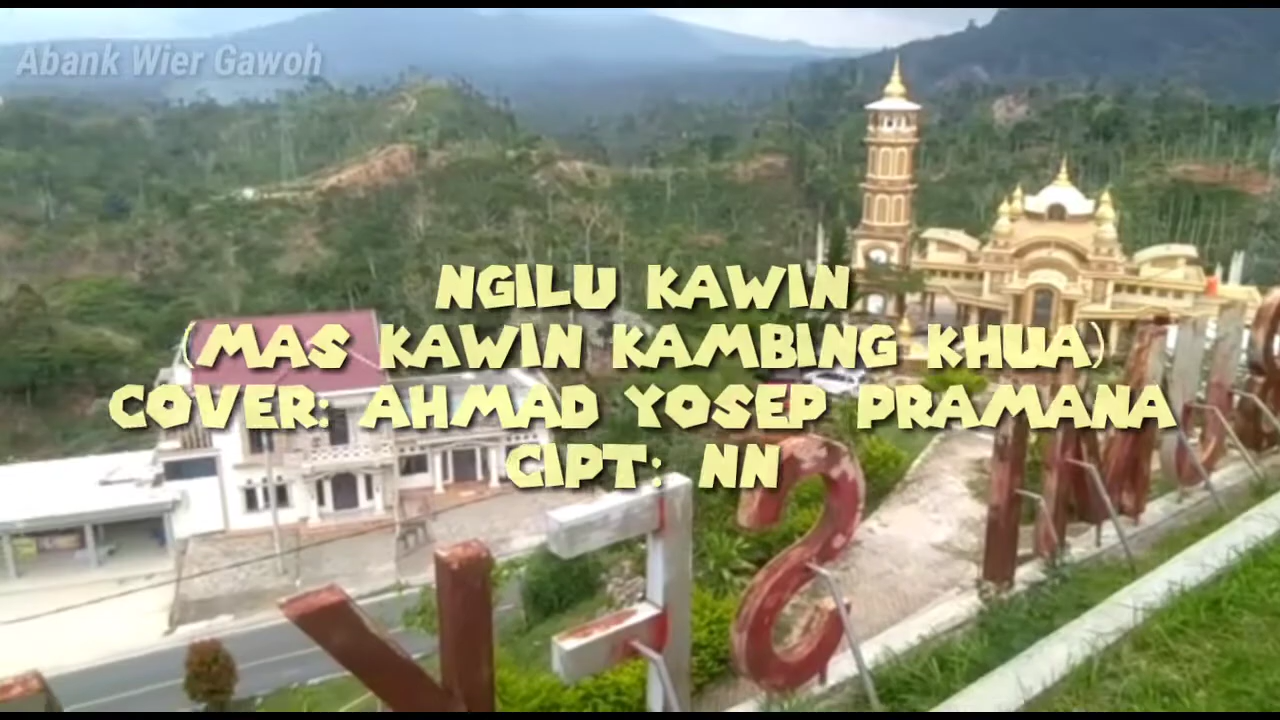 Abank Wier Gawoh
NGILU KAWIN
(MAS KAWIN KAMBING KHUA)
COVER: AHMAD YOSEP PRAMANA
CIPT: NN